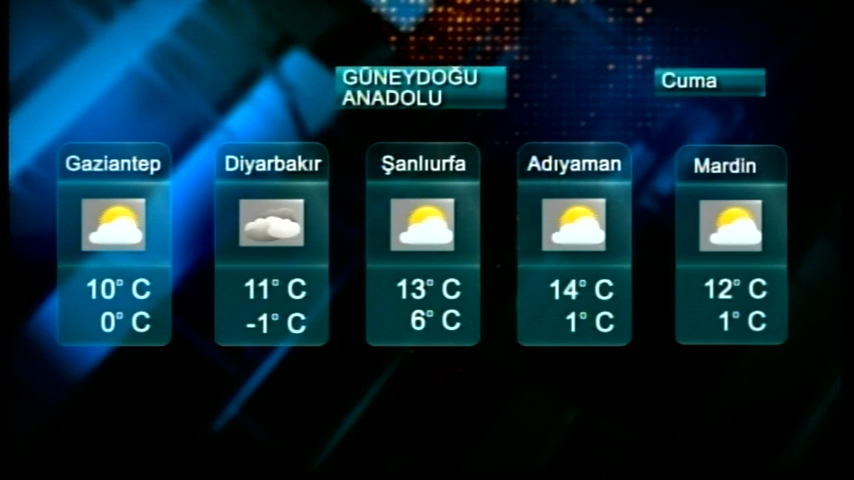 GÜNEYDOĞU
ANADOLU
Cuma
Gaziantep
10° C
0° C
Diyarbakır
11° C
-1° C
Şanlıurfa
13° C
6° C
Adıyaman
14° C
1° C
Mardin
12° C
1° C